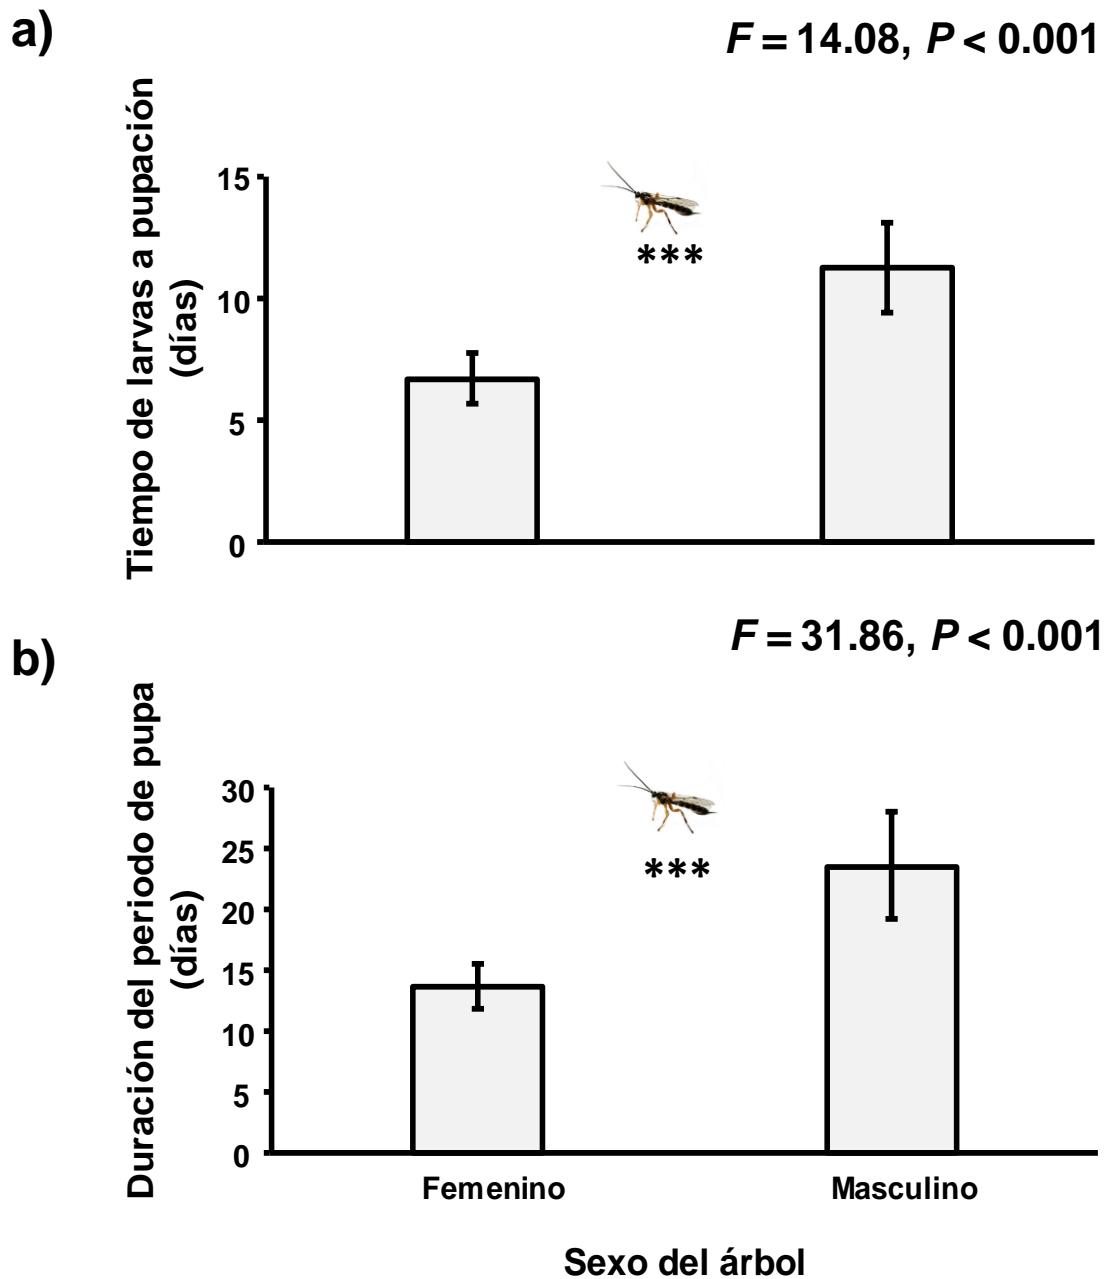 a)
F = 14.08, P < 0.001
Tiempo de larvas a pupación
(días)
15
10
5
0
***
b)
F = 31.86, P < 0.001
Duración del periodo de pupa
(días)
30
25
20
15
10
5
0
***
Femenino
Masculino
Sexo del árbol